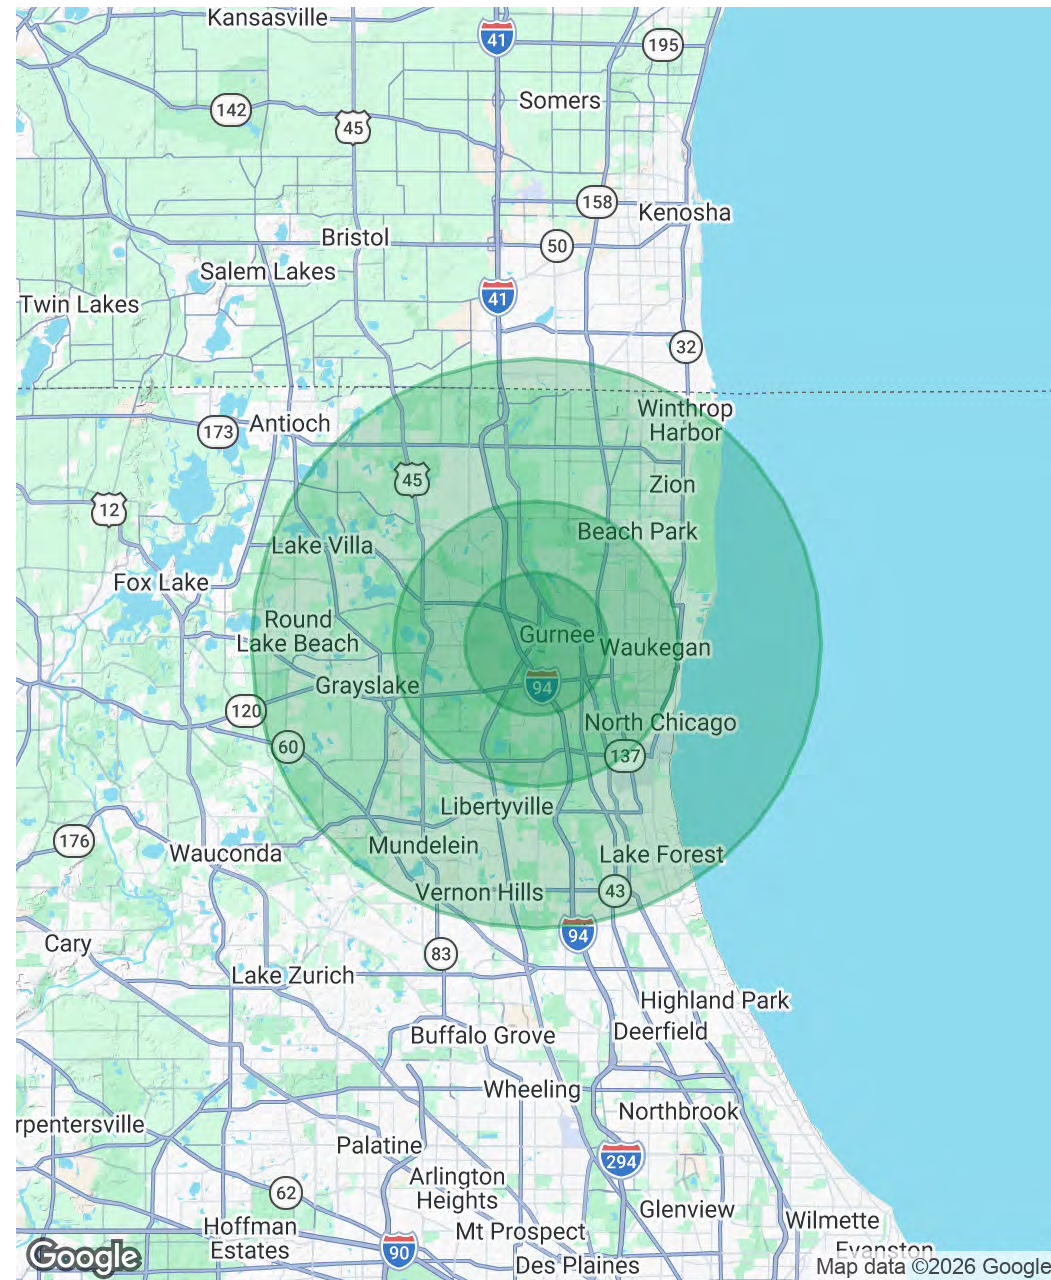 Kansasville
41
195
142
45
Somers
158
Kenosha
50
Bristol
Salem Lakes
41
Twin Lakes
32
Winthrop
Harbor
173
Antioch
45
Zion
12
Beach Park
Lake Villa
Fox Lake
Round
Lake Beach
Gurnee
Waukegan
Grayslake
94
120
North Chicago
60
137
Libertyville
176
Mundelein
Wauconda
Lake Forest
Vernon Hills
43
94
Cary
83
Lake Zurich
Highland Park
Deerfield
Buffalo Grove
Wheeling
Northbrook
rpentersville
Palatine
294
Arlington
Heights
62
Glenview
Hoffman
Estates
Mt Prospect
Wilmette
90
Evanston
Google
Des Plaines
Map data ©2026 Google